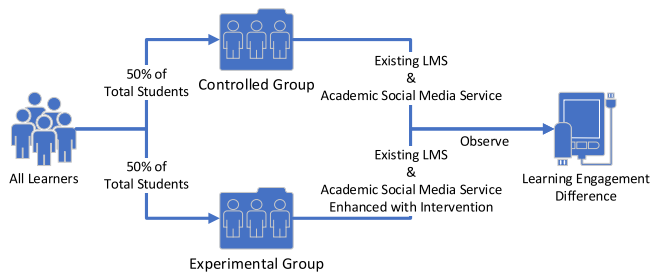 All Learners
50% of
Total Students
50% of
Total Students
Controlled Group
Experimental Group
Existing LMS
&
Academic Social Media Service
Existing LMS
&
Academic Social Media Service
Enhanced with Intervention
Observe
Learning Engagement
Difference